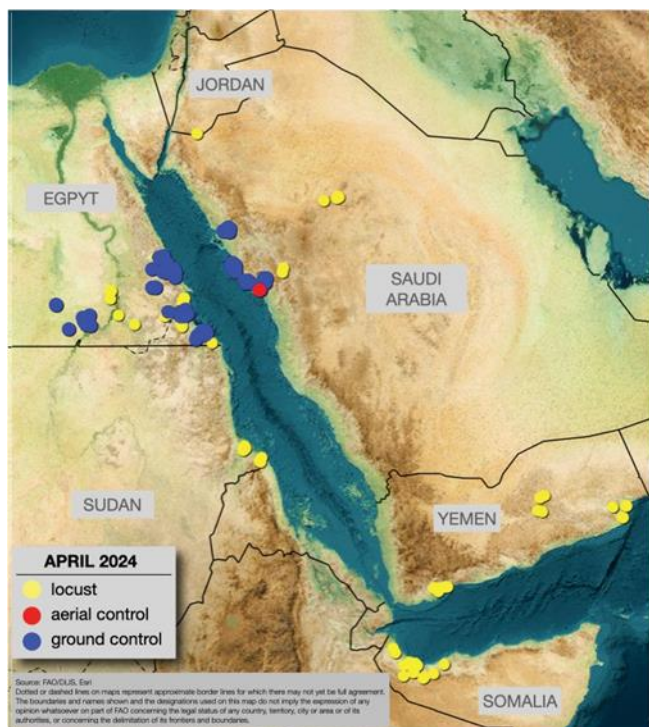 JORDAN
EGPYT
SAUDI
ARABIA
SUDAN
YEMEN
APRIL 2024
locust
aerial control
ground control
SOMALIA
Source: FAO/DLIS, Esri
Dotted or dashed lines on maps represent approximate border lines for which there may not yet be full agreement.
The boundaries and names shown and the designations used on this map do not imply the expression of any
opinion whatsoever on part of FAO concerning the legal status of any country, territory, city or area or of its
authorities, or concerning the delimitation of its frontiers and boundaries.